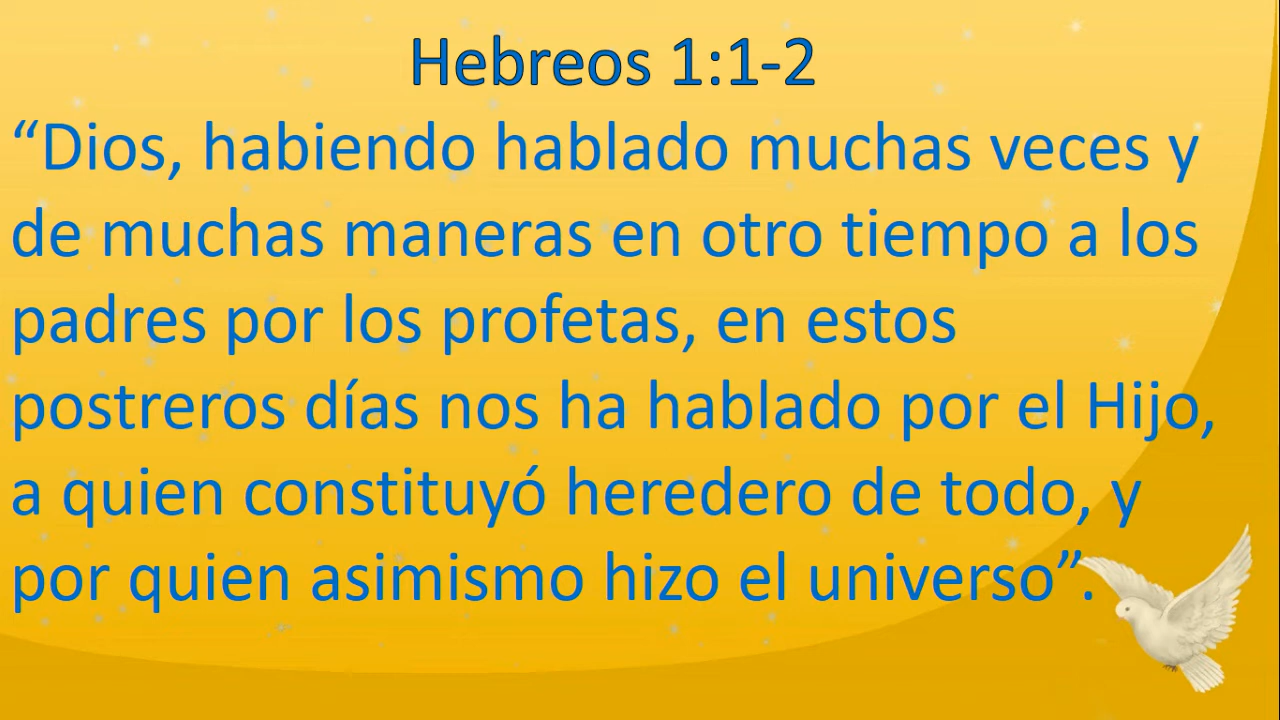 Hebreos 1:1-2
“Dios, habiendo hablado muchas veces y
de muchas maneras en otro tiempo a los
padres por los profetas, en estos
postreros días nos ha hablado por el Hijo,
a quien constituyó heredero de todo, y
por quien asimismo hizo el universo”.